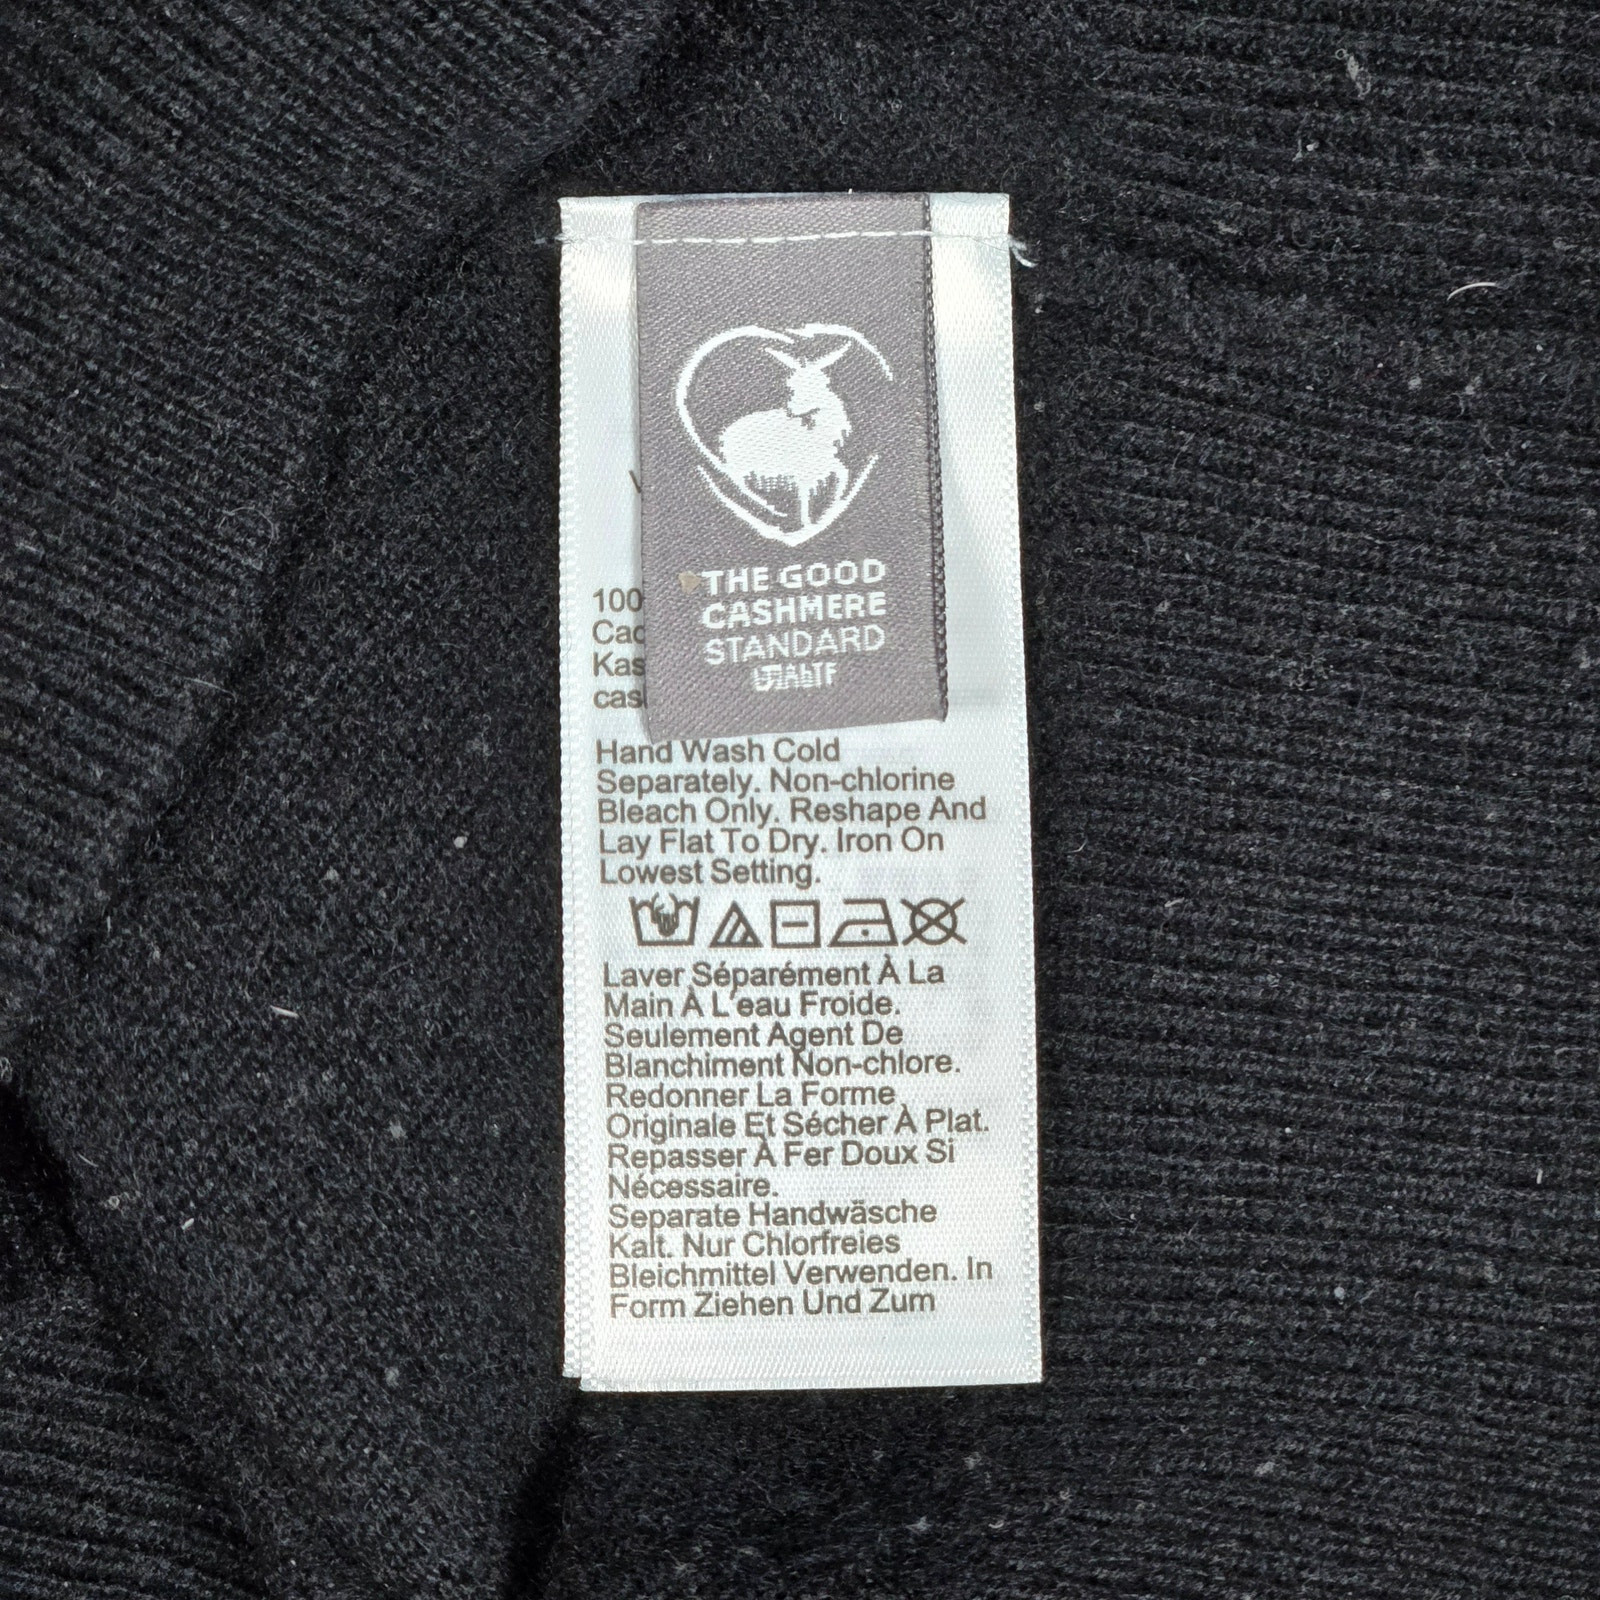 THE GOOD
CASHMERE
STANDARD
100
Hand Wash Cold
Separately. Non-chlorine
Bleach Only. Reshape And
Lay Flat To Dry. Iron On
Lowest Setting.
Laver Séparément À La
Main À L'eau Froide.
Seulement Agent De
Blanchiment Non-chlore.
Redonner La Forme
Originale Et Sécher À Plat.
Repasser À Fer Doux Si
Nécessaire.
Separate Handwäsche
Kalt. Nur Chlorfreies
Bleichmittel Verwenden. In
Form Ziehen Und Zum